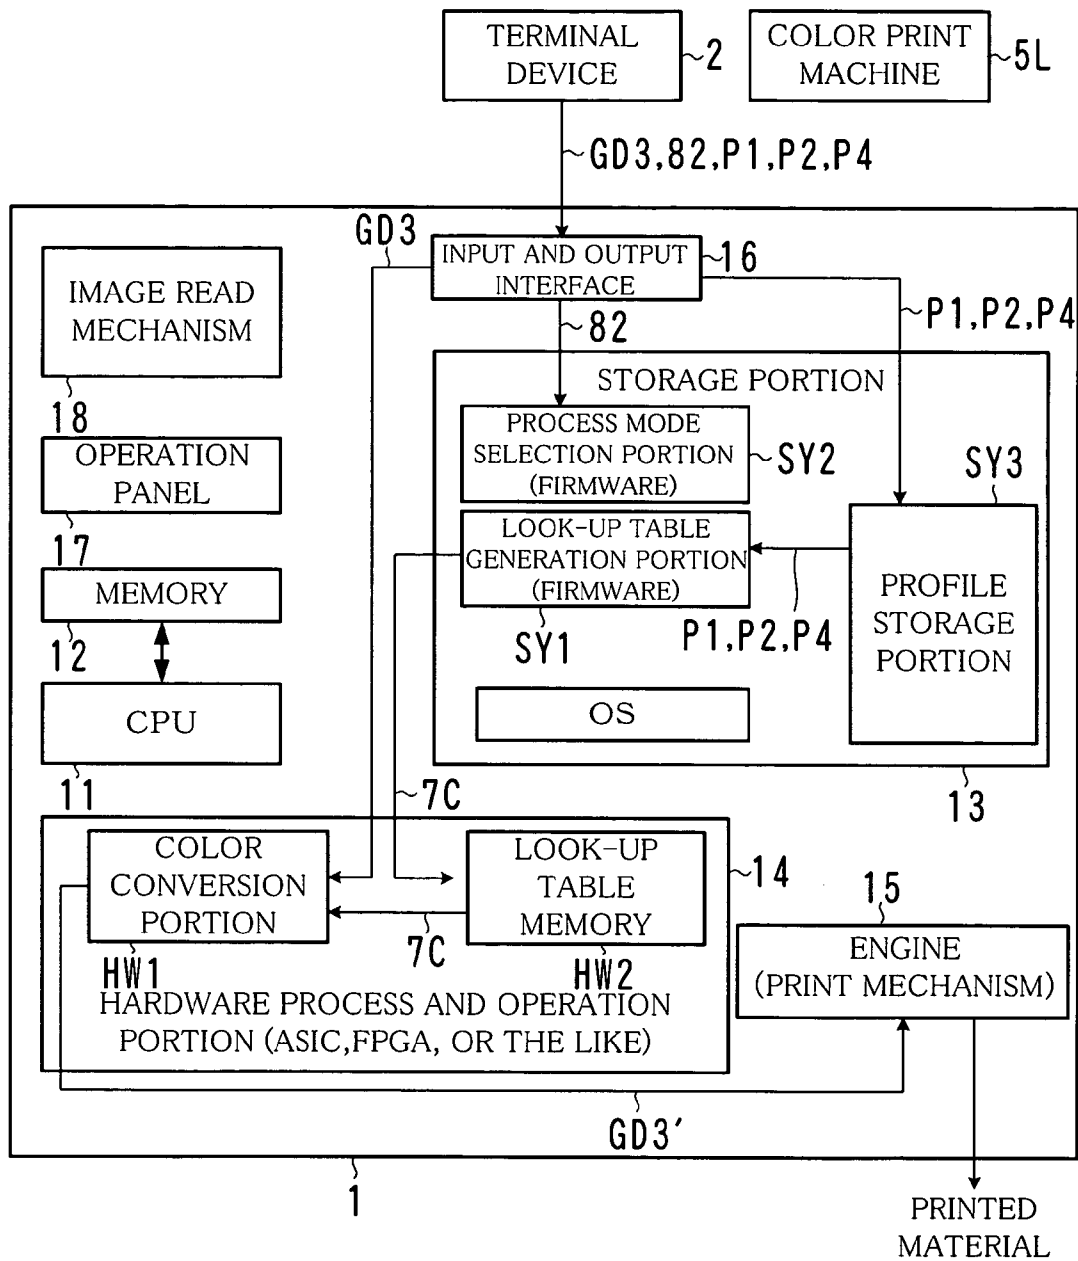 TERMINAL
DEVICE
2
COLOR PRINT
MACHINE
5L
GD3,82,P1,P2,P4
GD3
INPUT AND OUTPUT
INTERFACE
16
IMAGE READ
MECHANISM
18
82
P1,P2,P4
STORAGE PORTION
PROCESS MODE
SELECTION PORTION
(FIRMWARE)
SY2
SY3
OPERATION
PANEL
17
LOOK-UP TABLE
GENERATION PORTION
(FIRMWARE)
SY1
P1,P2,P4
PROFILE
STORAGE
PORTION
MEMORY
12
CPU
11
OS
13
7C
COLOR
CONVERSION
PORTION
HW1
LOOK-UP
TABLE
MEMORY
HW2
7C
14
HARDWARE PROCESS AND OPERATION
PORTION (ASIC,FPGA, OR THE LIKE)
15
ENGINE
(PRINT MECHANISM)
GD3'
1
PRINTED
MATERIAL